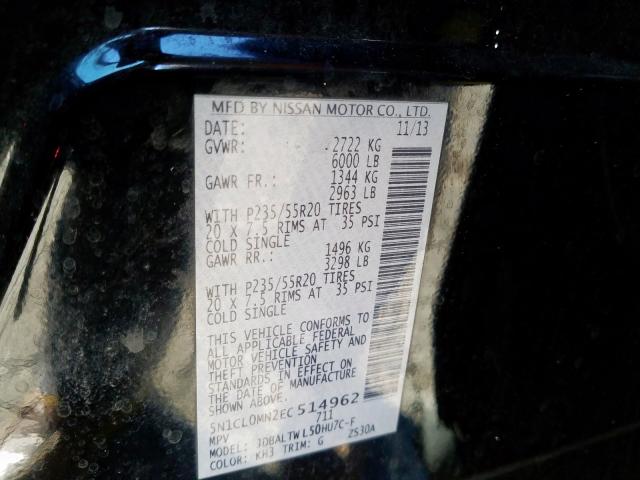 MFD BY NISSAN MOTOR CO., LTD.
DATE: 11/13
GVWR: 2722 KG
6000 LB
GAWR FR.: 1344 KG
2963 LB
WITH P235/55R20 TIRES
20 X 7.5 RIMS AT 35 PSI
COLD SINGLE
GAWR RR.: 1496 KG
3298 LB
WITH P235/55R20 TIRES
20 X 7.5 RIMS AT 35 PSI
COLD SINGLE
THIS VEHICLE CONFORMS TO
ALL APPLICABLE FEDERAL
MOTOR VEHICLE SAFETY AND
THEFT PREVENTION
STANDARDS IN EFFECT ON
THE DATE OF MANUFACTURE
SHOWN ABOVE.
5N1CL0MN2EC514962
MPV 711
MODEL: JDBALTWL50HU7C-F
COLOR: KH3 TRIM: G ZS30A